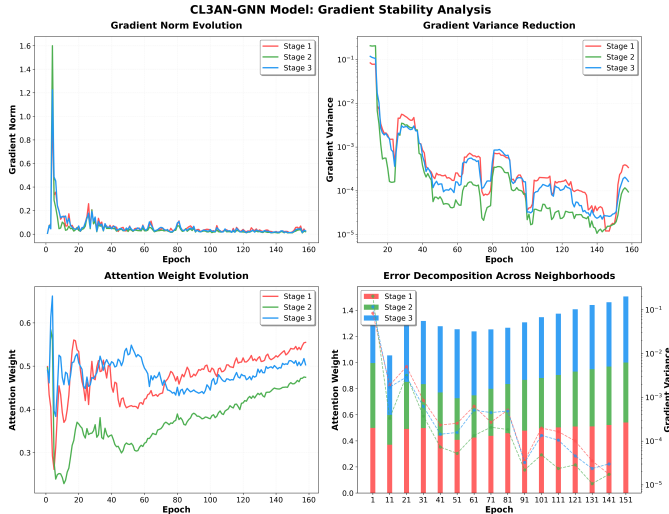 CL3AN-GNN Model: Gradient Stability Analysis
Gradient Norm Evolution
Gradient Norm
1.6
1.4
1.2
1.0
0.8
0.6
0.4
0.2
0.0
Stage 1
Stage 2
Stage 3
0 20 40 60 80 100 120 140 160
Epoch
Gradient Variance Reduction
Gradient Variance
10⁻¹
10⁻²
10⁻³
10⁻⁴
10⁻⁵
Stage 1
Stage 2
Stage 3
0 20 40 60 80 100 120 140 160
Epoch
Attention Weight Evolution
Attention Weight
0.6
0.5
0.4
0.3
Stage 1
Stage 2
Stage 3
0 20 40 60 80 100 120 140 160
Epoch
Error Decomposition Across Neighborhoods
Attention Weight
1.4
1.2
1.0
0.8
0.6
0.4
0.2
0.0
Stage 1
Stage 2
Stage 3
10⁻¹
10⁻²
10⁻³
10⁻⁴
10⁻⁵
Gradient Variance
1 11 21 31 41 51 61 71 81 91 101 111 121 131 141 151
Epoch